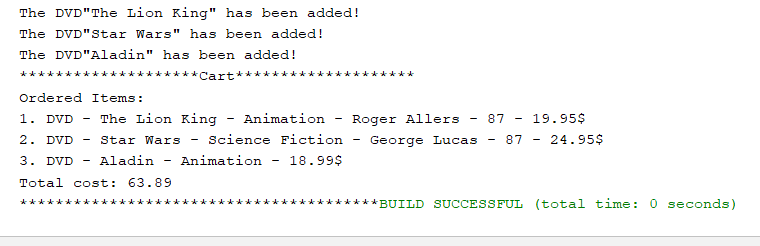 The DVD"The Lion King" has been added!
The DVD"Star Wars" has been added!
The DVD"Aladin" has been added!
********************Cart********************
Ordered Items:
1. DVD - The Lion King - Animation - Roger Allers - 87 - 19.95$
2. DVD - Star Wars - Science Fiction - George Lucas - 87 - 24.95$
3. DVD - Aladin - Animation - 18.99$
Total cost: 63.89
****************************************BUILD SUCCESSFUL (total time: 0 seconds)